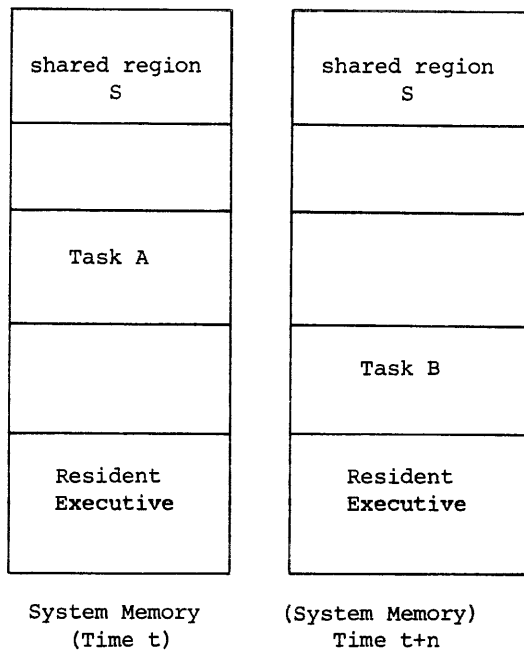 shared region
S
Task A
Resident
Executive
System Memory
(Time t)
shared region
S
Task B
Resident
Executive
(System Memory)
Time t+n